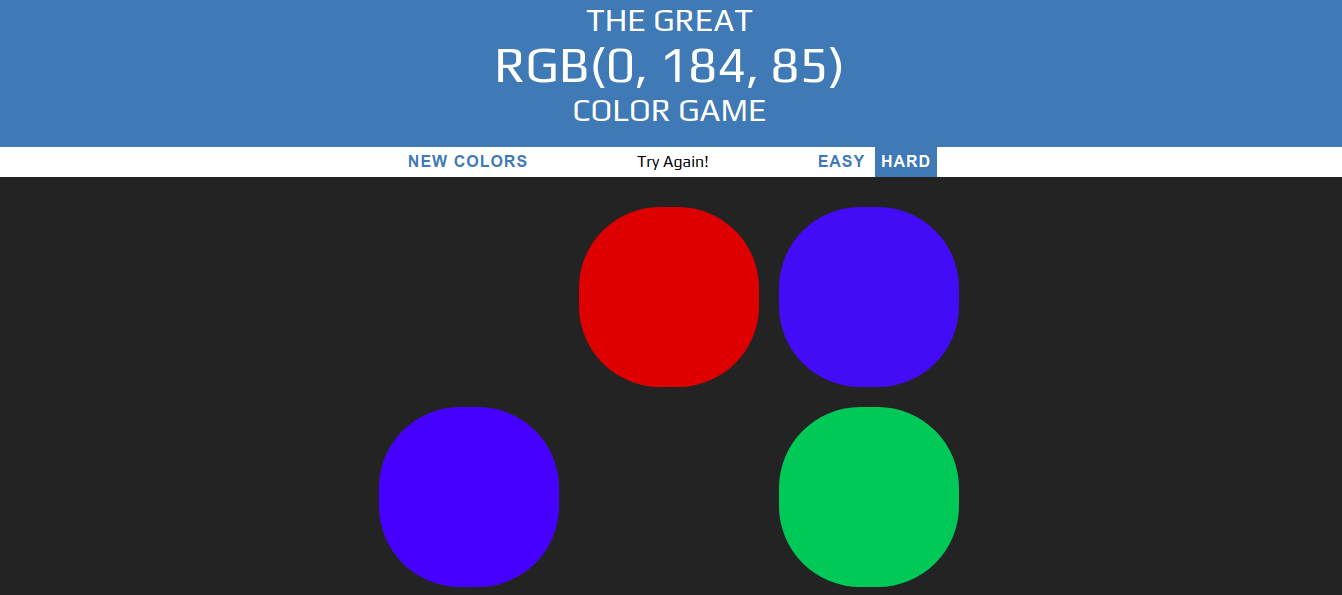 THE GREAT
RGB(0, 184, 85)
COLOR GAME
NEW COLORS Try Again! EASY HARD